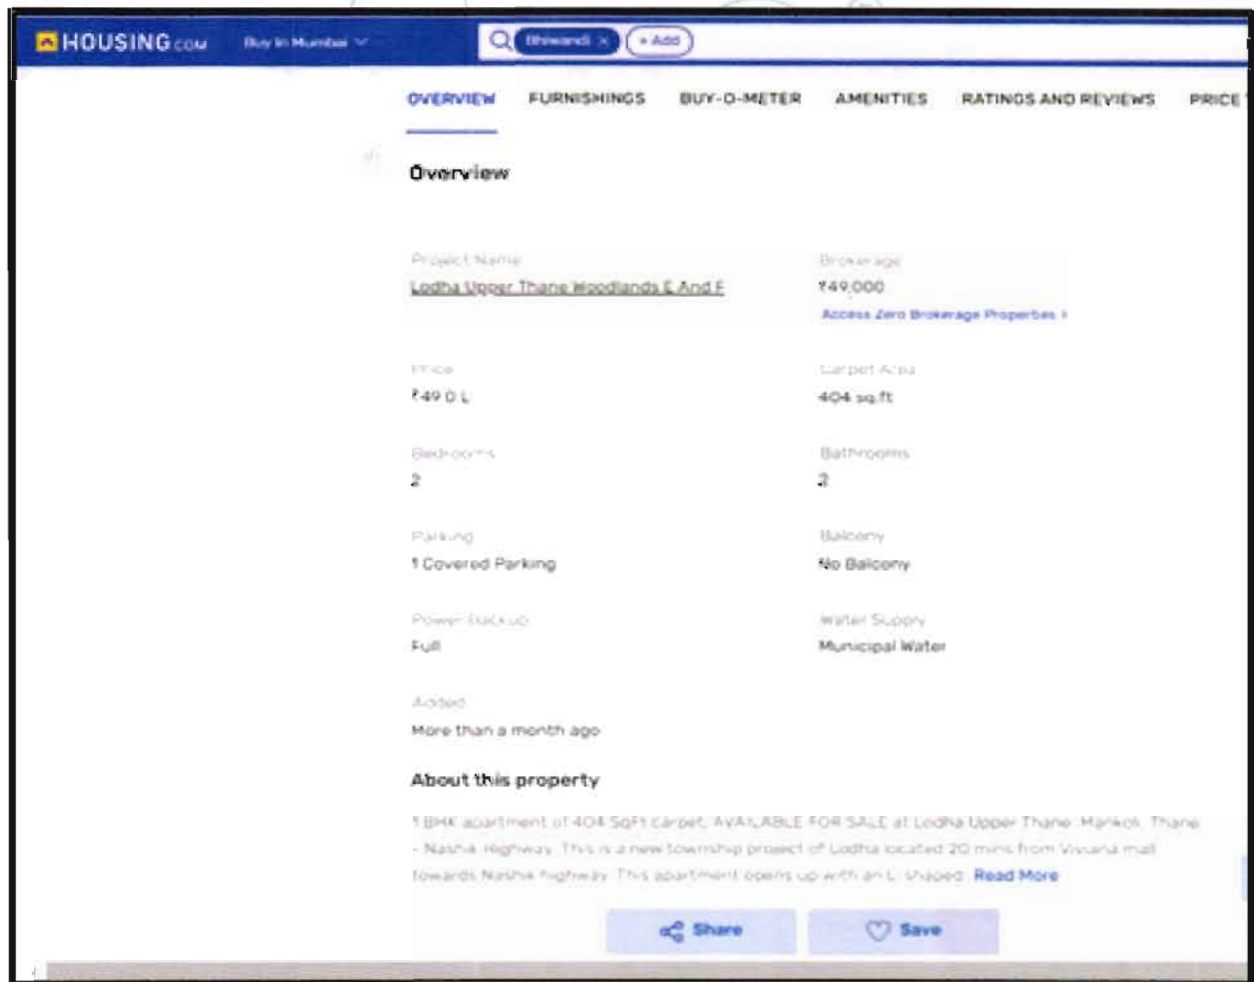 HOUSING.COM Buy in Mumbai Bhiwandi × + Add
OVERVIEW FURNISHINGS BUY-O-METER AMENITIES RATINGS AND REVIEWS PRICE
Overview
Project Name Brokerage
Lodha Upper Thane Woodlands E And F ₹49,000
Access Zero Brokerage Properties ›
Price Carpet Area
₹49.0 L 404 sq.ft
Bedrooms Bathrooms
2 2
Parking Balcony
1 Covered Parking No Balcony
Power Backup Water Supply
Full Municipal Water
Added
More than a month ago
About this property
1 BHK apartment of 404 SqFt carpet, AVAILABLE FOR SALE at Lodha Upper Thane, Mankoli, Thane
- Nashik Highway. This is a new township project of Lodha located 20 mins from Viviana mall
towards Nashik highway. This apartment opens up with an L shaped Read More
Share Save